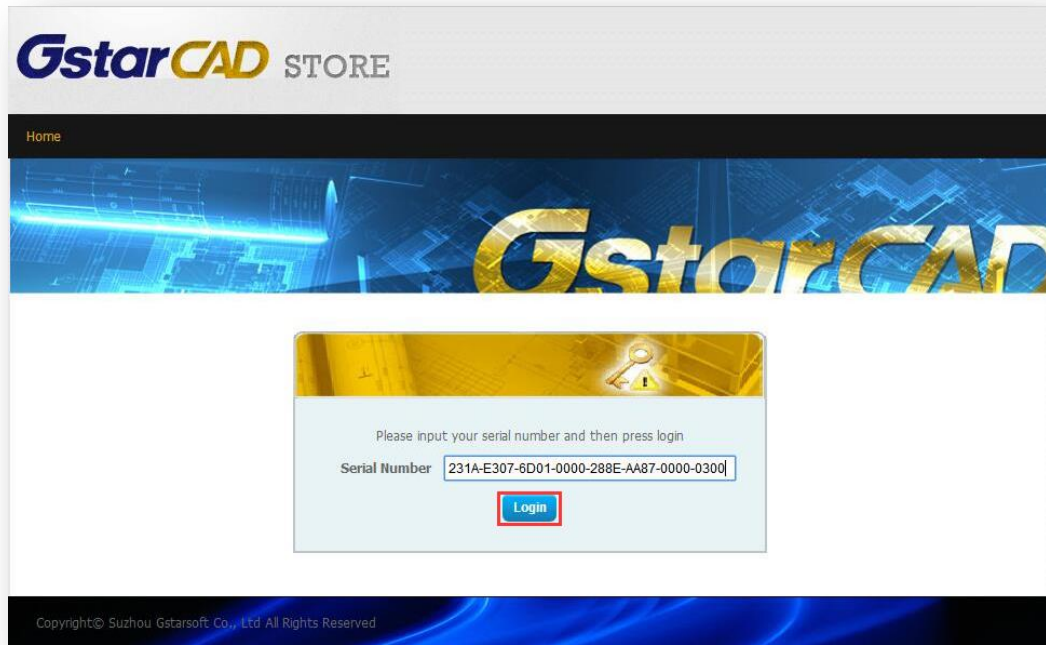 GstarCAD STORE
Home
GstarCAD
Please input your serial number and then press login
Serial Number 231A-E307-6D01-0000-288E-AA87-0000-0300
Login
Copyright© Suzhou Gstarsoft Co., Ltd All Rights Reserved